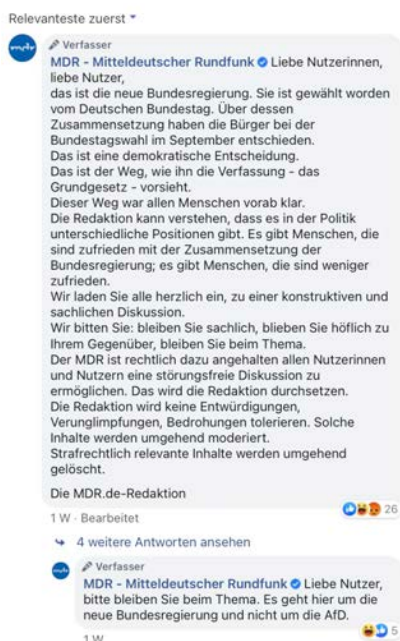 Relevanteste zuerst
mdr
Verfasser
MDR - Mitteldeutscher Rundfunk Liebe Nutzerinnen,
liebe Nutzer,
das ist die neue Bundesregierung. Sie ist gewählt worden
vom Deutschen Bundestag. Über dessen
Zusammensetzung haben die Bürger bei der
Bundestagswahl im September entschieden.
Das ist eine demokratische Entscheidung.
Das ist der Weg, wie ihn die Verfassung - das
Grundgesetz - vorsieht.
Dieser Weg war allen Menschen vorab klar.
Die Redaktion kann verstehen, dass es in der Politik
unterschiedliche Positionen gibt. Es gibt Menschen, die
sind zufrieden mit der Zusammensetzung der
Bundesregierung; es gibt Menschen, die sind weniger
zufrieden.
Wir laden Sie alle herzlich ein, zu einer konstruktiven und
sachlichen Diskussion.
Wir bitten Sie: bleiben Sie sachlich, blieben Sie höflich zu
Ihrem Gegenüber, bleiben Sie beim Thema.
Der MDR ist rechtlich dazu angehalten allen Nutzerinnen
und Nutzern eine störungsfreie Diskussion zu
ermöglichen. Das wird die Redaktion durchsetzen.
Die Redaktion wird keine Entwürdigungen,
Verunglimpfungen, Bedrohungen tolerieren. Solche
Inhalte werden umgehend moderiert.
Strafrechtlich relevante Inhalte werden umgehend
gelöscht.
Die MDR.de-Redaktion
26
1 W · Bearbeitet
4 weitere Antworten ansehen
mdr
Verfasser
MDR - Mitteldeutscher Rundfunk Liebe Nutzer,
bitte bleiben Sie beim Thema. Es geht hier um die
neue Bundesregierung und nicht um die AfD.
5
1 W